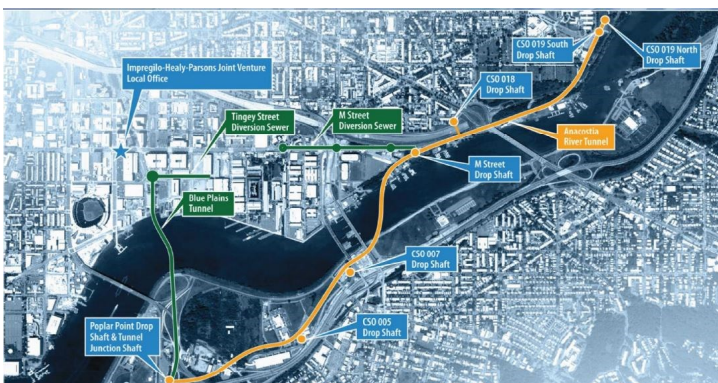 CSO 019 South
Drop Shaft
CSO 019 North
Drop Shaft
Impregilo-Healy-Parsons Joint Venture
Local Office
CSO 018
Drop Shaft
Tingey Street
Diversion Sewer
M Street
Diversion Sewer
Anacostia
River Tunnel
M Street
Drop Shaft
Blue Plains
Tunnel
CSO 007
Drop Shaft
Poplar Point Drop
Shaft & Tunnel
Junction Shaft
CSO 005
Drop Shaft